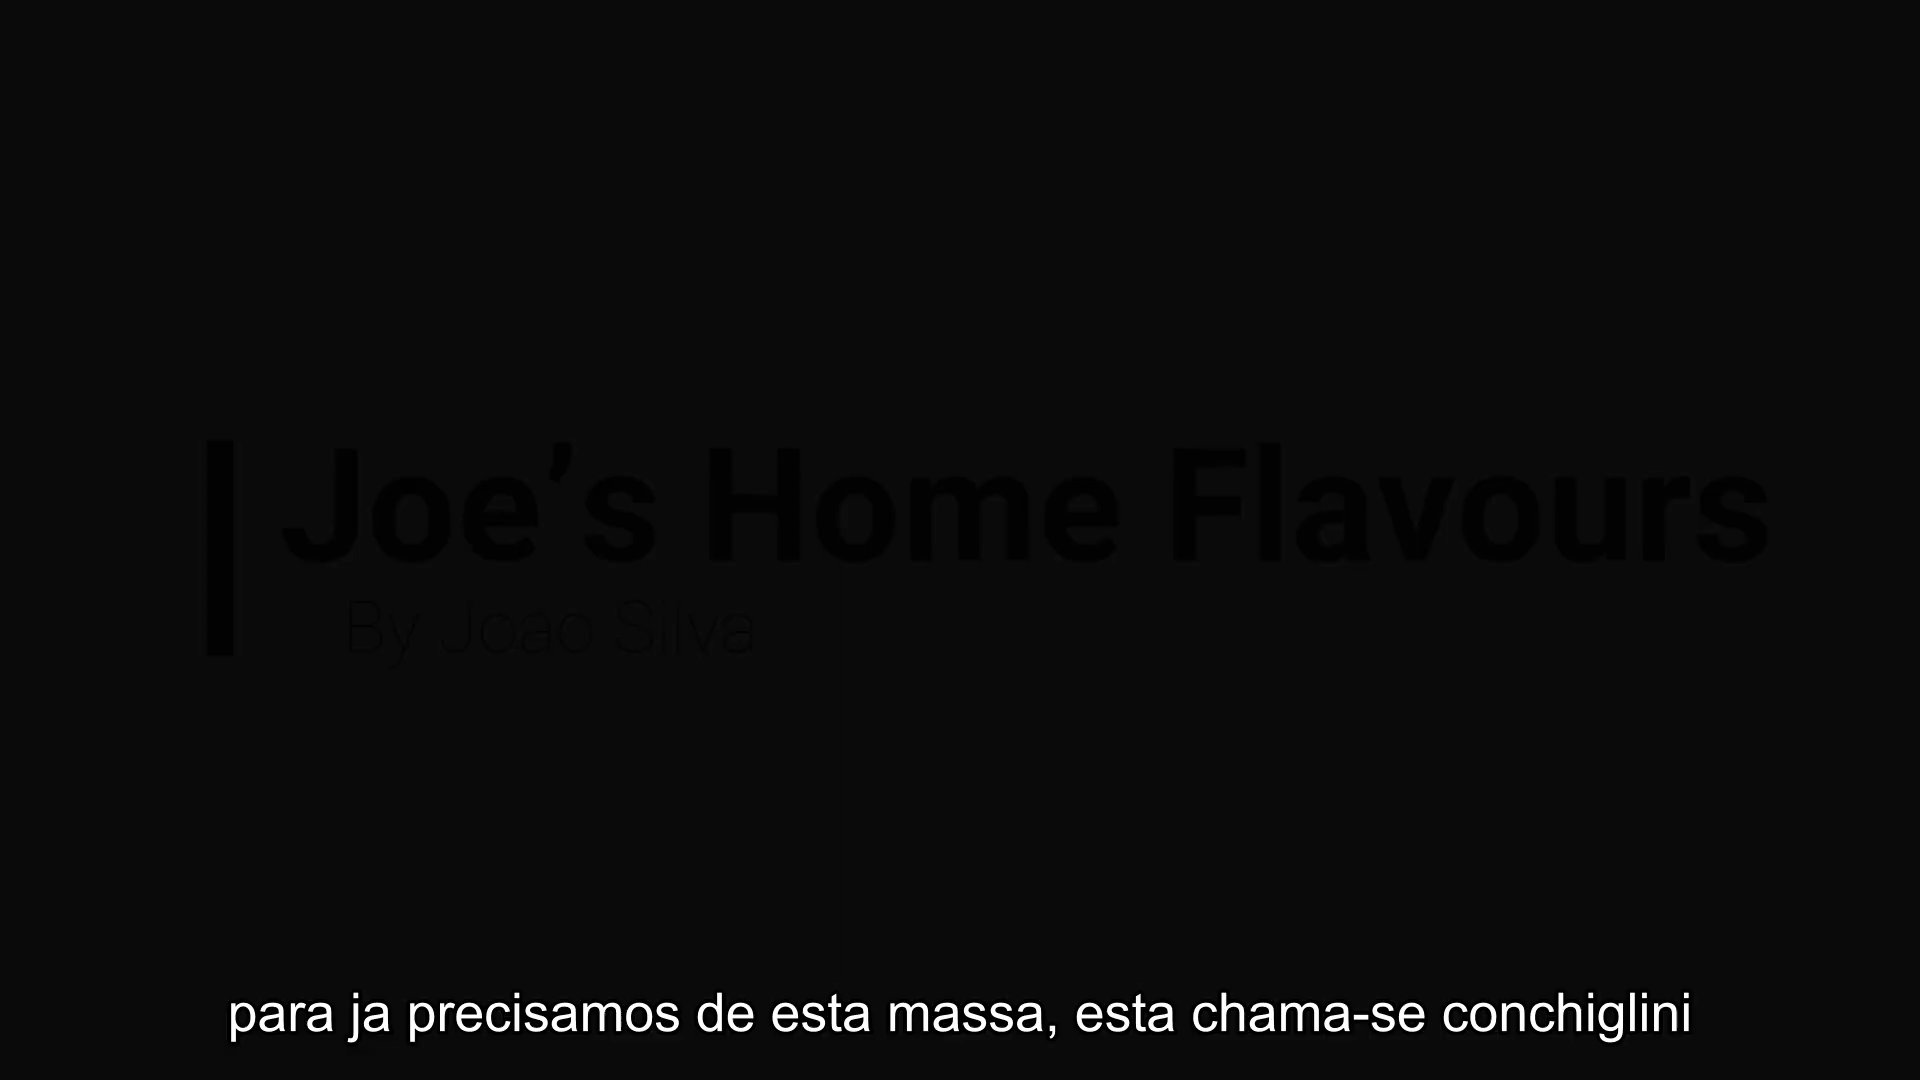 Joe’s Home Flavours
By Joao Silva
para ja precisamos de esta massa, esta chama-se conchiglini